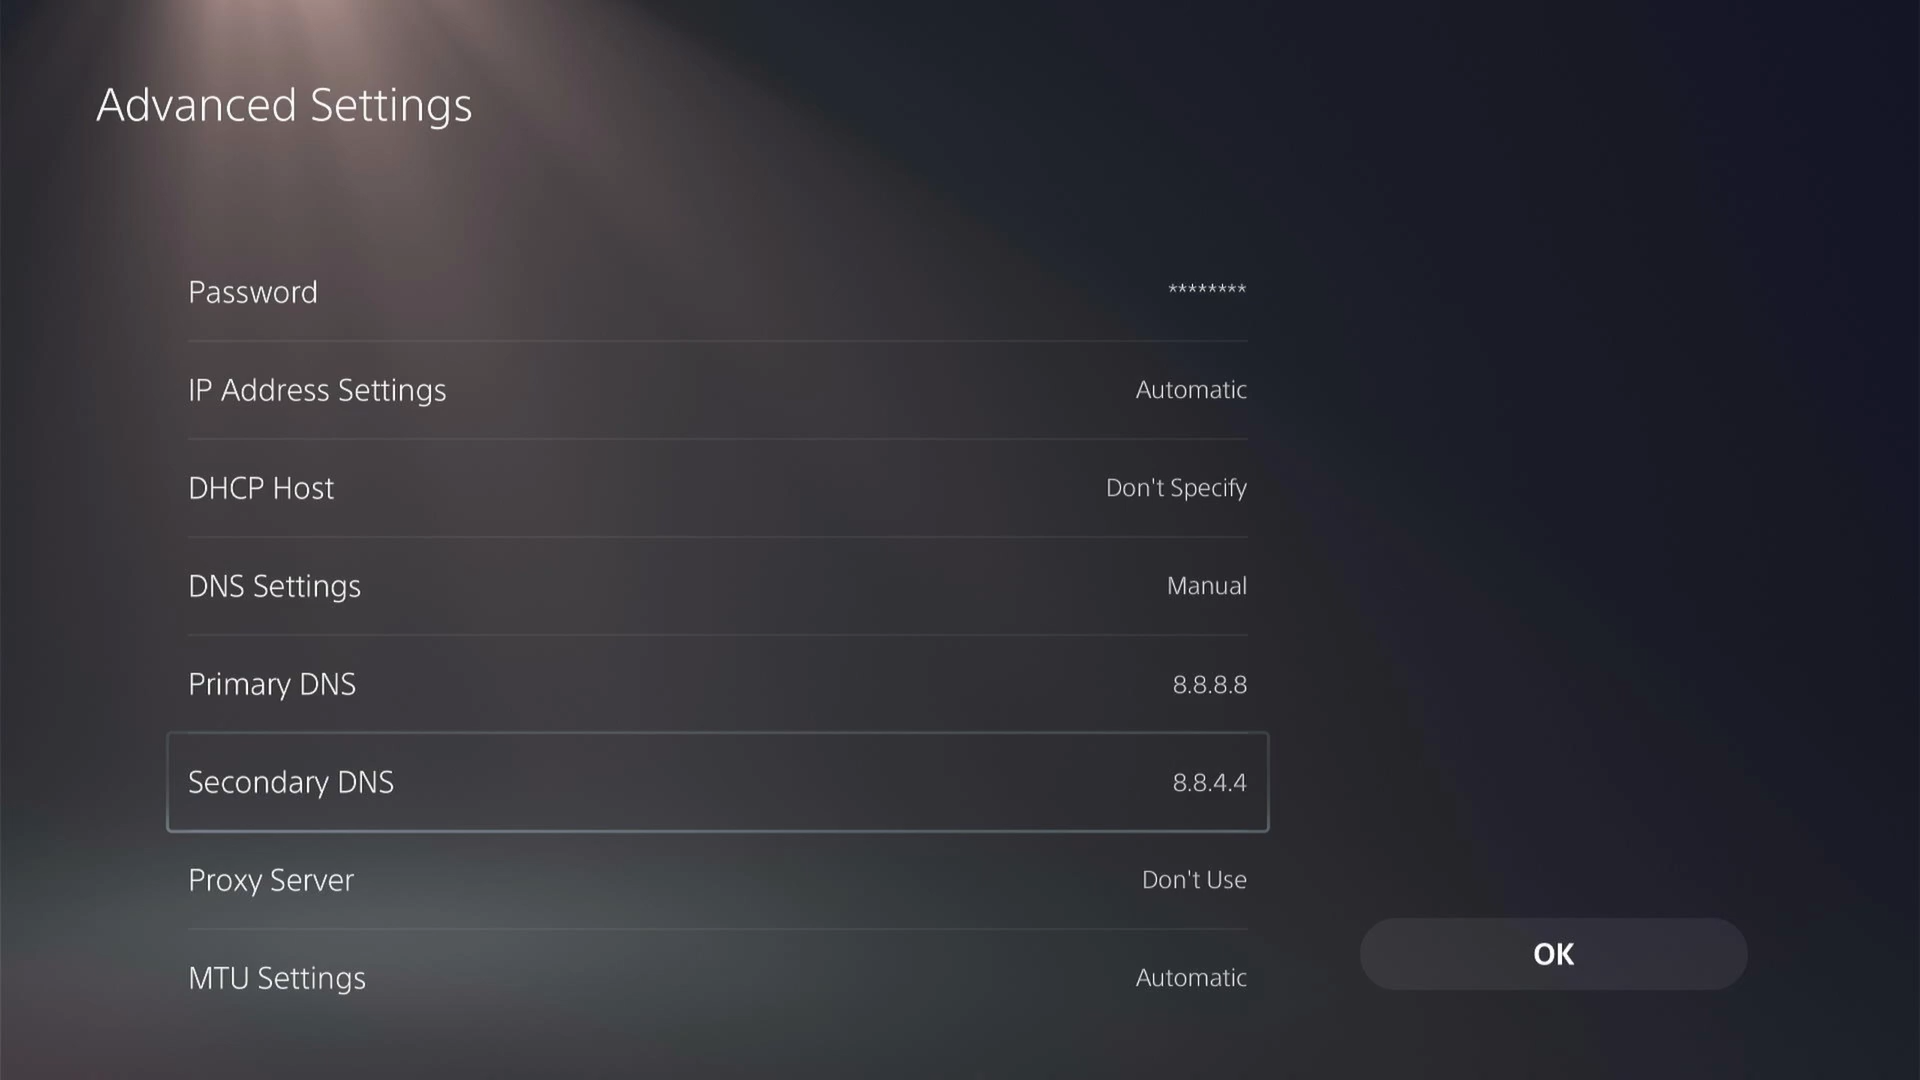 Advanced Settings
Password ********
IP Address Settings Automatic
DHCP Host Don't Specify
DNS Settings Manual
Primary DNS 8.8.8.8
Secondary DNS 8.8.4.4
Proxy Server Don't Use
MTU Settings Automatic
OK